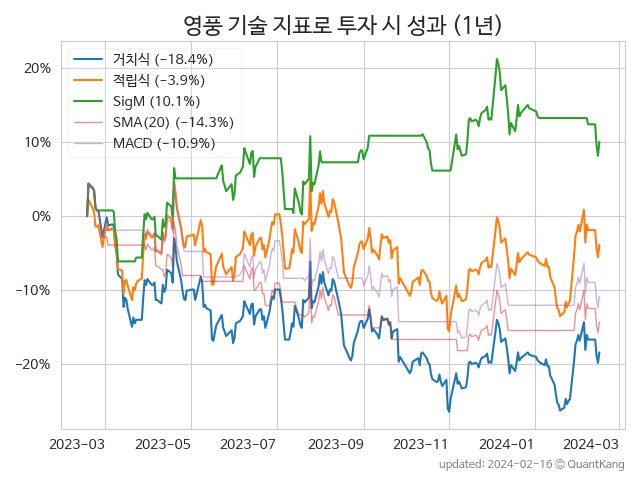 영풍 기술 지표로 투자 시 성과 (1년)
거치식 (−18.4%)
적립식 (−3.9%)
SigM (10.1%)
SMA(20) (−14.3%)
MACD (−10.9%)
20%
10%
0%
−10%
−20%
2023-03 2023-05 2023-07 2023-09 2023-11 2024-01 2024-03
updated: 2024-02-16 © QuantKang